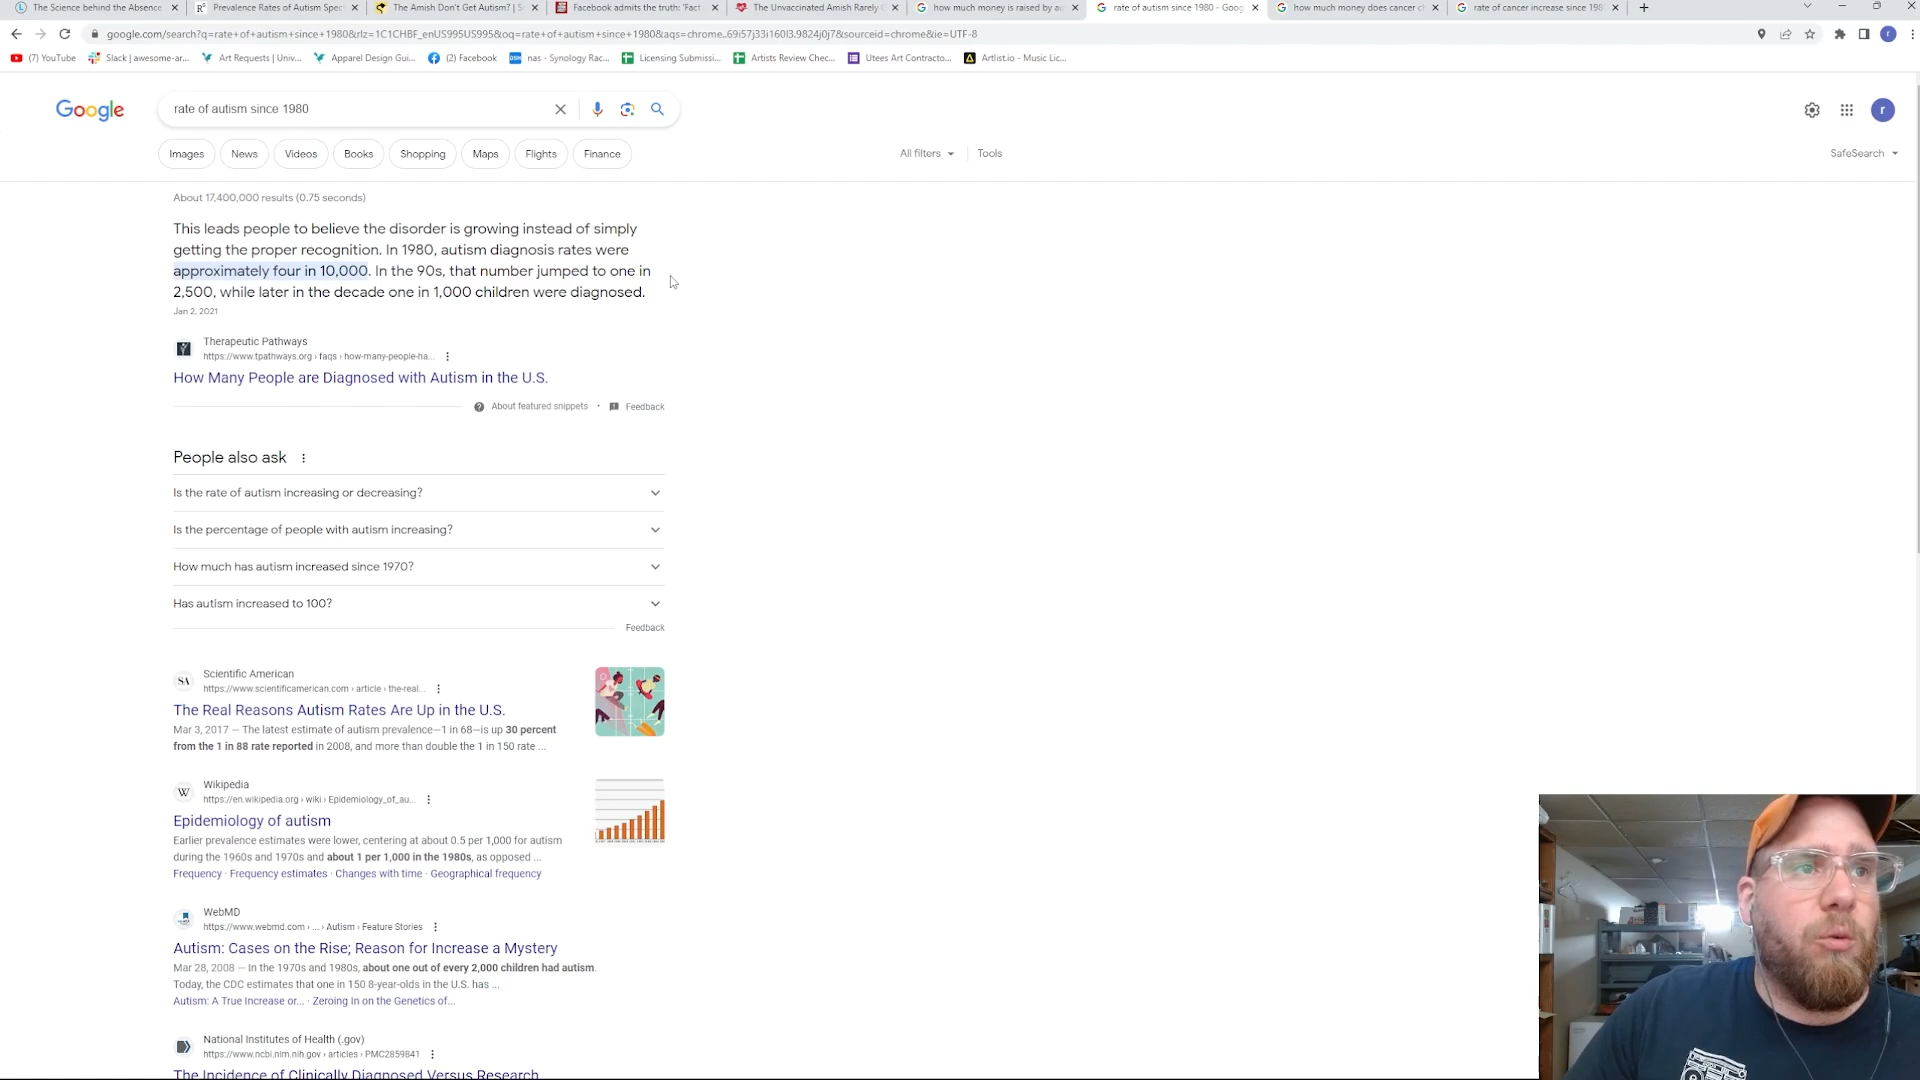 The Science behind the Absence
Prevalence Rates of Autism Spec
The Amish Don't Get Autism? | S
Facebook admits the truth: 'Fact
The Unvaccinated Amish Rarely
how much money is raised by au
rate of autism since 1980 - Goog
how much money does cancer c
rate of cancer increase since 198
google.com/search?q=rate+of+autism+since+1980&rlz=1C1CHBF_enUS995US995&oq=rate+of+autism+since+1980&aqs=chrome..69i57j33i160l3.9824j0j7&sourceid=chrome&ie=UTF-8
r
(7) YouTube
Slack | awesome-ar...
Art Requests | Univ...
Apparel Design Gui...
(2) Facebook
nas - Synology Rac...
Licensing Submissi...
Artists Review Chec...
Utees Art Contracto...
Artlist.io - Music Lic...
Google
rate of autism since 1980
r
Images
News
Videos
Books
Shopping
Maps
Flights
Finance
All filters
Tools
SafeSearch
About 17,400,000 results (0.75 seconds)
This leads people to believe the disorder is growing instead of simply
getting the proper recognition. In 1980, autism diagnosis rates were
approximately four in 10,000. In the 90s, that number jumped to one in
2,500, while later in the decade one in 1,000 children were diagnosed.
Jan 2, 2021
Therapeutic Pathways
https://www.tpathways.org › faqs › how-many-people-ha...
How Many People are Diagnosed with Autism in the U.S.
About featured snippets • Feedback
People also ask
Is the rate of autism increasing or decreasing?
Is the percentage of people with autism increasing?
How much has autism increased since 1970?
Has autism increased to 100?
Feedback
SA
Scientific American
https://www.scientificamerican.com › article › the-real...
The Real Reasons Autism Rates Are Up in the U.S.
Mar 3, 2017 — The latest estimate of autism prevalence—1 in 68—is up 30 percent
from the 1 in 88 rate reported in 2008, and more than double the 1 in 150 rate ...
W
Wikipedia
https://en.wikipedia.org › wiki › Epidemiology_of_au...
Epidemiology of autism
Earlier prevalence estimates were lower, centering at about 0.5 per 1,000 for autism
during the 1960s and 1970s and about 1 per 1,000 in the 1980s, as opposed ...
Frequency · Frequency estimates · Changes with time · Geographical frequency
WebMD
https://www.webmd.com › ... › Autism › Feature Stories
Autism: Cases on the Rise; Reason for Increase a Mystery
Mar 28, 2008 — In the 1970s and 1980s, about one out of every 2,000 children had autism.
Today, the CDC estimates that one in 150 8-year-olds in the U.S. has ...
Autism: A True Increase or... · Zeroing In on the Genetics of...
National Institutes of Health (.gov)
https://www.ncbi.nlm.nih.gov › articles › PMC2859841
The Incidence of Clinically Diagnosed Versus Research